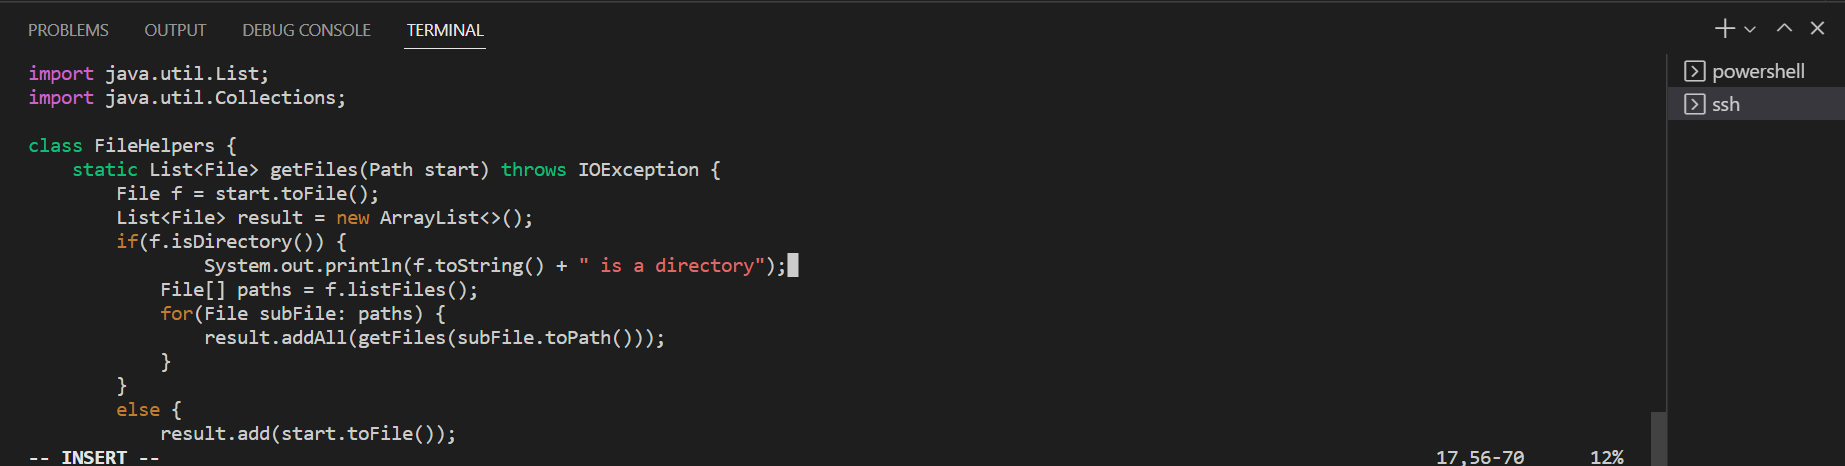 PROBLEMS OUTPUT DEBUG CONSOLE TERMINAL
import java.util.List;
import java.util.Collections;
class FileHelpers {
    static List<File> getFiles(Path start) throws IOException {
        File f = start.toFile();
        List<File> result = new ArrayList<>();
        if(f.isDirectory()) {
                System.out.println(f.toString() + " is a directory");
            File[] paths = f.listFiles();
            for(File subFile: paths) {
                result.addAll(getFiles(subFile.toPath()));
            }
        }
        else {
            result.add(start.toFile());
-- INSERT -- 17,56-70 12%
powershell
ssh